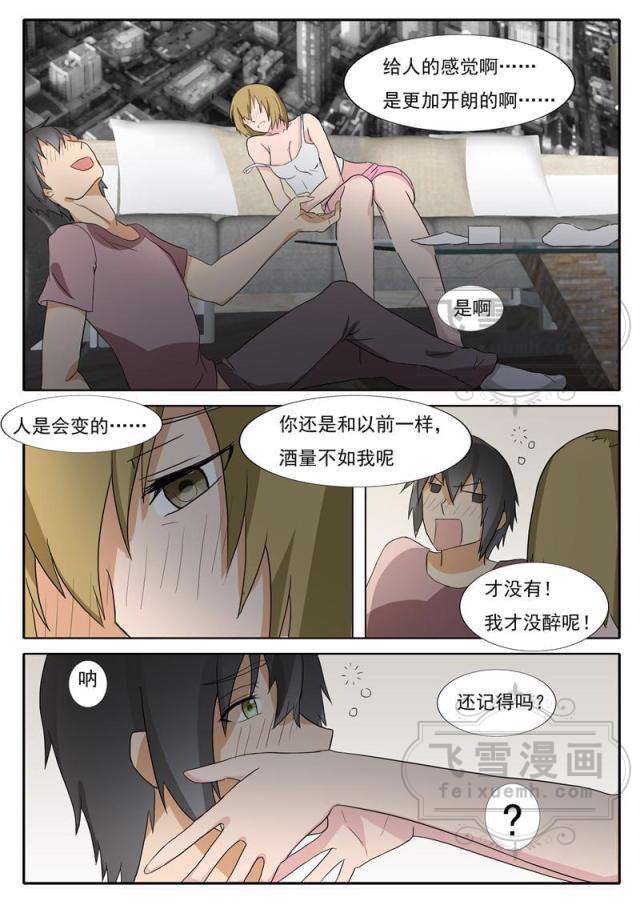 给人的感觉啊……
是更加开朗的啊……
是啊
飞雪
人是会变的……
你还是和以前一样，
酒量不如我呢
才没有！
我才没醉呢！
呐
还记得吗？
飞雪漫画
feixuemh.com
？